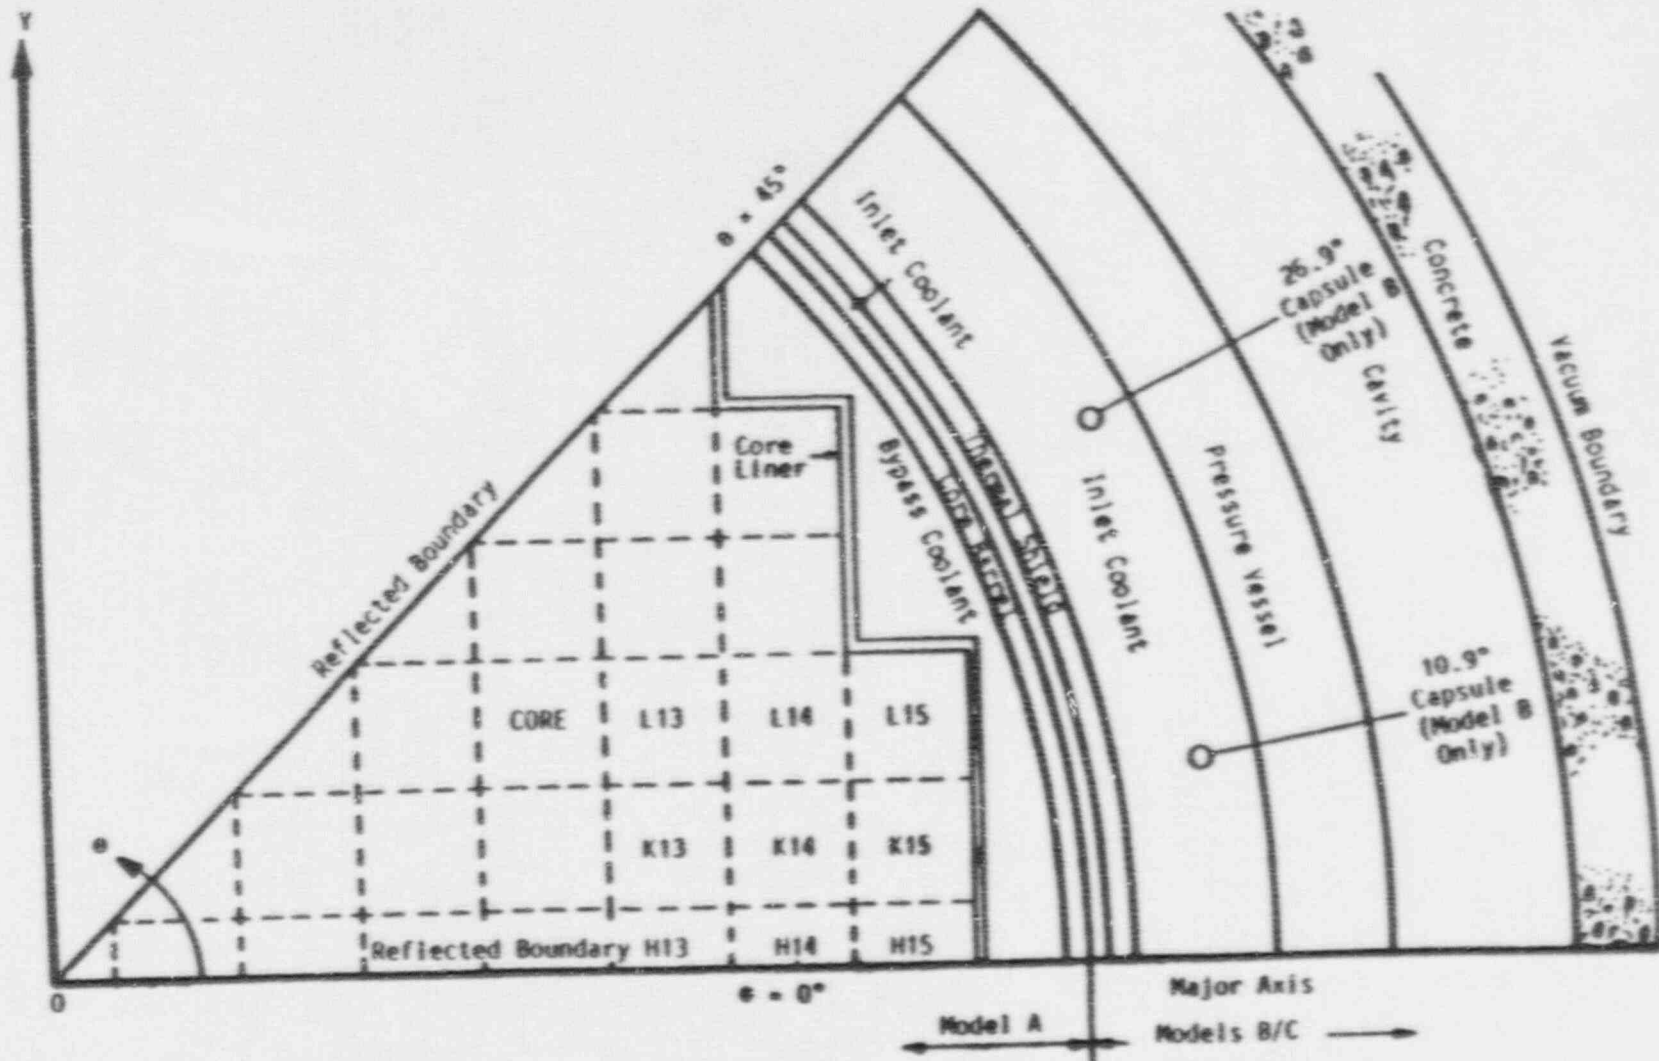 Y
θ = 45°
Inlet Coolant
26.9°
Capsule
(Model B
Only)
Cavity
Concrete
Vacuum Boundary
Core
Liner
Bypass Coolant
Core Barrel
Thermal Shield
Inlet Coolant
Pressure Vessel
Reflected Boundary
10.9°
Capsule
(Model B
Only)
CORE L13 L14 L15
K13 K14 K15
θ
Reflected Boundary H13 H14 H15
0
θ = 0°
Major Axis
Model A
Models B/C